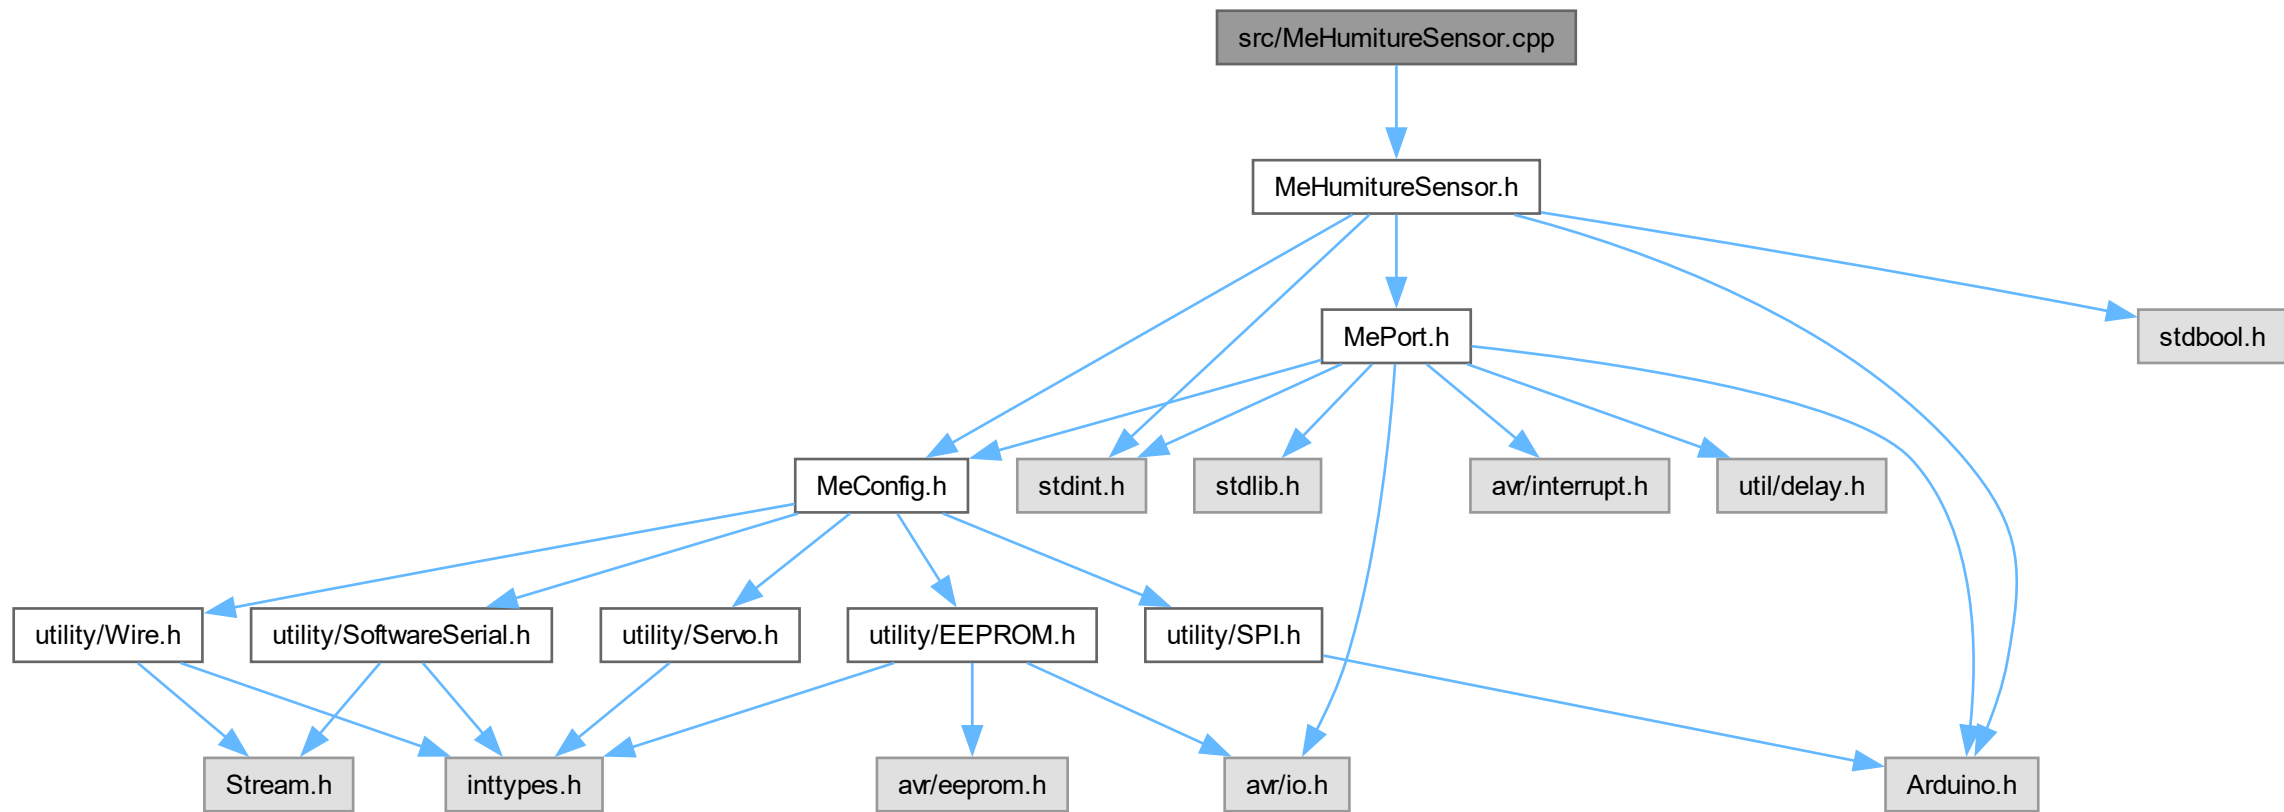 src/MeHumitureSensor.cpp
MeHumitureSensor.h
MePort.h
stdbool.h
MeConfig.h
stdint.h
stdlib.h
avr/interrupt.h
util/delay.h
utility/Wire.h
utility/SoftwareSerial.h
utility/Servo.h
utility/EEPROM.h
utility/SPI.h
Stream.h
inttypes.h
avr/eeprom.h
avr/io.h
Arduino.h